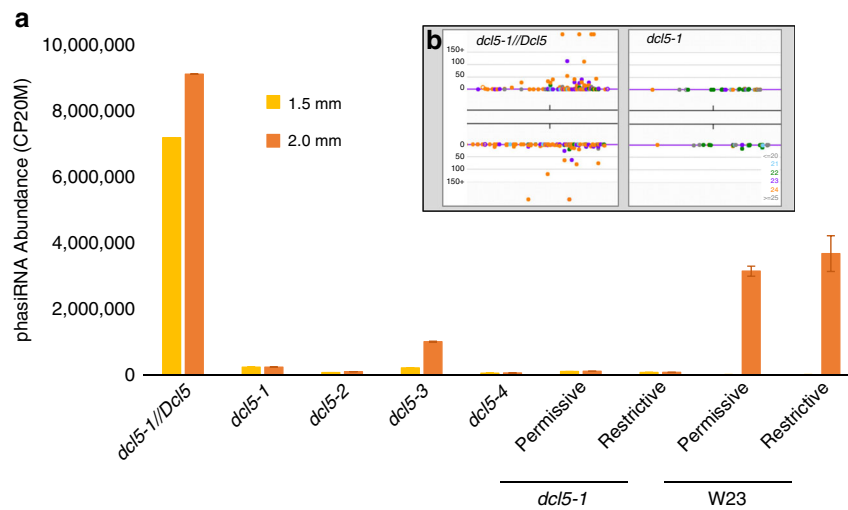 a
phasiRNA Abundance (CP20M)
10,000,000
8,000,000
6,000,000
4,000,000
2,000,000
0
1.5 mm
2.0 mm
b
dcl5-1//Dcl5
dcl5-1
150+
100
50
0
0
50
100
150+
<=20
21
22
23
24
>=25
dcl5-1//Dcl5
dcl5-1
dcl5-2
dcl5-3
dcl5-4
Permissive
Restrictive
Permissive
Restrictive
dcl5-1
W23